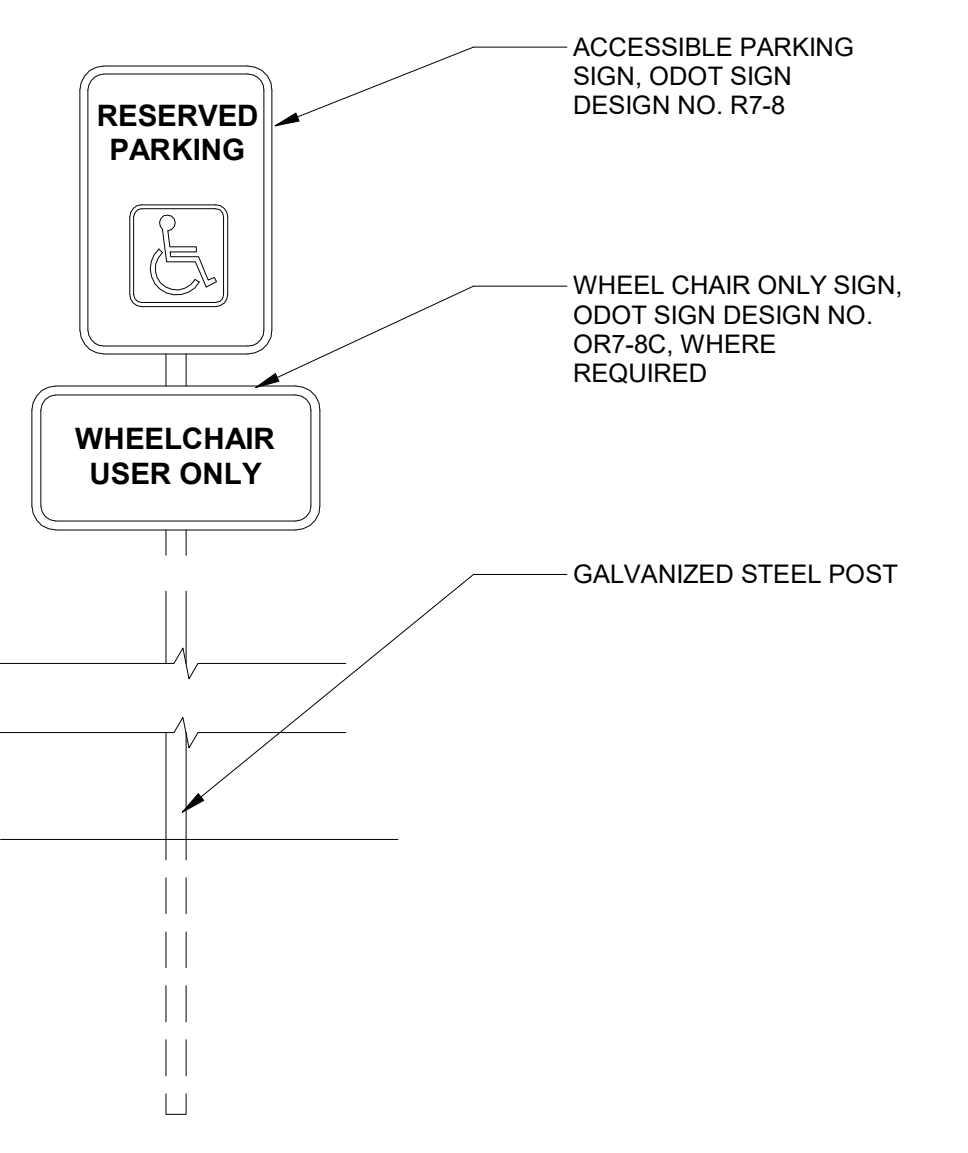 RESERVED
PARKING
ACCESSIBLE PARKING
SIGN, ODOT SIGN
DESIGN NO. R7-8
WHEEL CHAIR ONLY SIGN,
ODOT SIGN DESIGN NO.
OR7-8C, WHERE
REQUIRED
WHEELCHAIR
USER ONLY
GALVANIZED STEEL POST